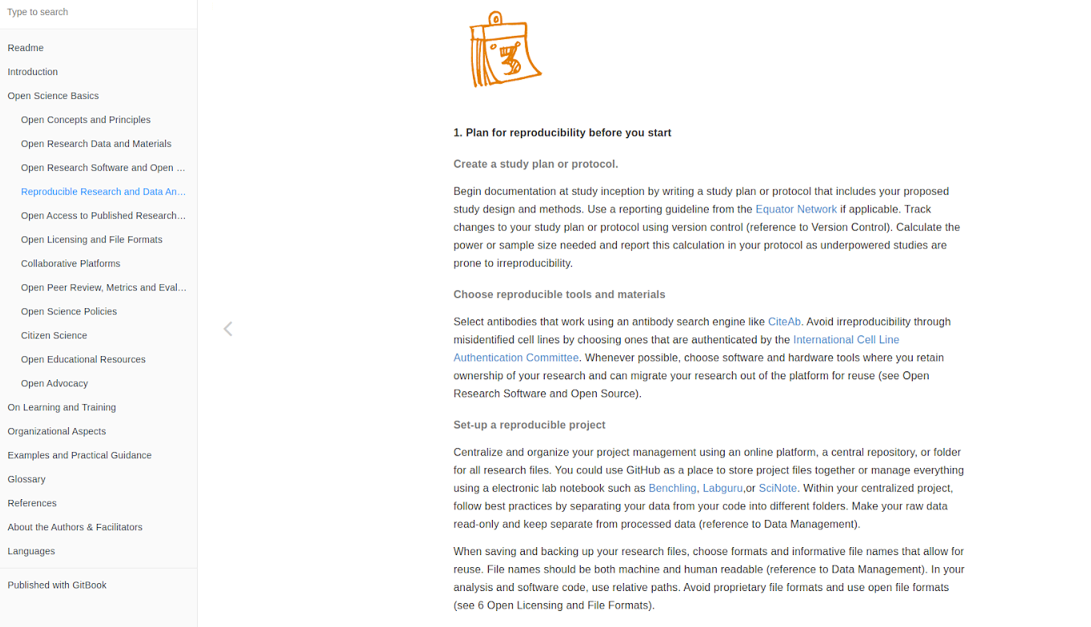 Type to search
Readme
Introduction
Open Science Basics
Open Concepts and Principles
Open Research Data and Materials
Open Research Software and Open ...
Reproducible Research and Data An...
Open Access to Published Research...
Open Licensing and File Formats
Collaborative Platforms
Open Peer Review, Metrics and Eval...
Open Science Policies
Citizen Science
Open Educational Resources
Open Advocacy
On Learning and Training
Organizational Aspects
Examples and Practical Guidance
Glossary
References
About the Authors & Facilitators
Languages
Published with GitBook
3
1. Plan for reproducibility before you start
Create a study plan or protocol.
Begin documentation at study inception by writing a study plan or protocol that includes your proposed
study design and methods. Use a reporting guideline from the Equator Network if applicable. Track
changes to your study plan or protocol using version control (reference to Version Control). Calculate the
power or sample size needed and report this calculation in your protocol as underpowered studies are
prone to irreproducibility.
Choose reproducible tools and materials
Select antibodies that work using an antibody search engine like CiteAb. Avoid irreproducibility through
misidentified cell lines by choosing ones that are authenticated by the International Cell Line
Authentication Committee. Whenever possible, choose software and hardware tools where you retain
ownership of your research and can migrate your research out of the platform for reuse (see Open
Research Software and Open Source).
Set-up a reproducible project
Centralize and organize your project management using an online platform, a central repository, or folder
for all research files. You could use GitHub as a place to store project files together or manage everything
using a electronic lab notebook such as Benchling, Labguru,or SciNote. Within your centralized project,
follow best practices by separating your data from your code into different folders. Make your raw data
read-only and keep separate from processed data (reference to Data Management).
When saving and backing up your research files, choose formats and informative file names that allow for
reuse. File names should be both machine and human readable (reference to Data Management). In your
analysis and software code, use relative paths. Avoid proprietary file formats and use open file formats
(see 6 Open Licensing and File Formats).